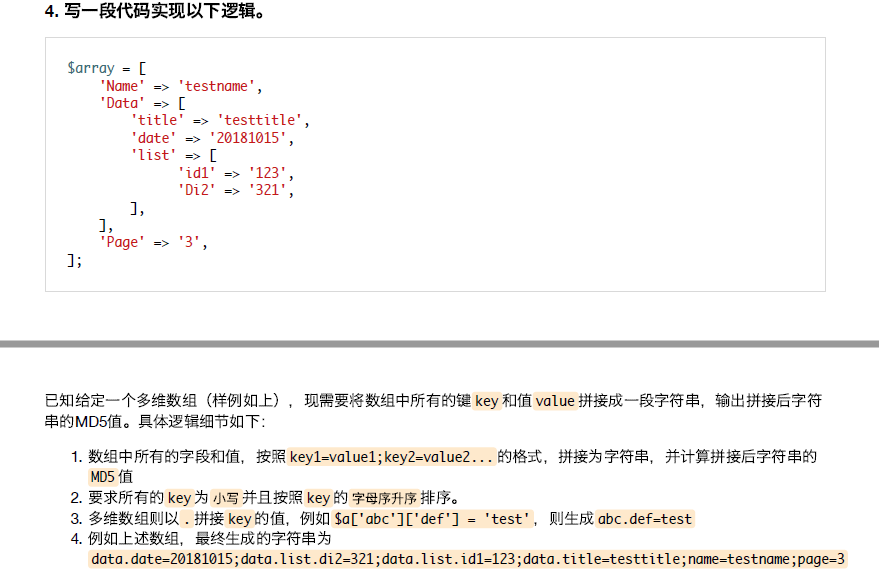 4. 写一段代码实现以下逻辑。
$array = [
'Name' => 'testname',
'Data' => [
'title' => 'testtitle',
'date' => '20181015',
'list' => [
'id1' => '123',
'Di2' => '321',
],
],
'Page' => '3',
];
已知给定一个多维数组（样例如上），现需要将数组中所有的键 key 和值 value 拼接成一段字符串，输出拼接后字符
串的MD5值。具体逻辑细节如下：
1. 数组中所有的字段和值，按照 key1=value1;key2=value2... 的格式，拼接为字符串，并计算拼接后字符串的
MD5 值
2. 要求所有的 key 为 小写 并且按照 key 的 字母序升序 排序。
3. 多维数组则以 . 拼接 key 的值，例如 $a['abc']['def'] = 'test' ，则生成 abc.def=test
4. 例如上述数组，最终生成的字符串为
data.date=20181015;data.list.di2=321;data.list.id1=123;data.title=testtitle;name=testname;page=3